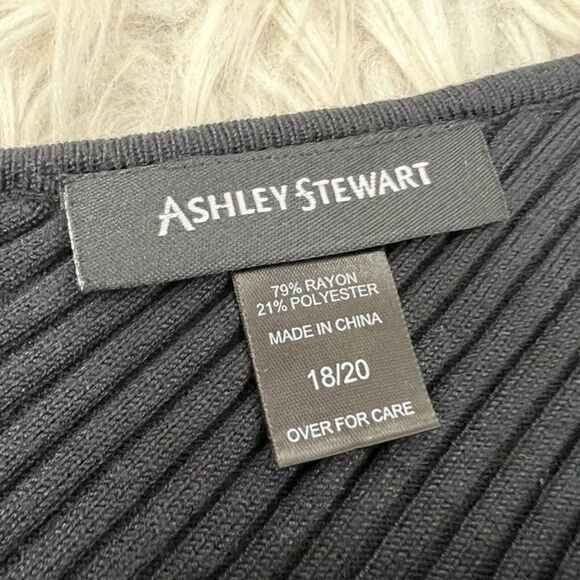 ASHLEY STEWART
79% RAYON
21% POLYESTER
MADE IN CHINA
18/20
OVER FOR CARE